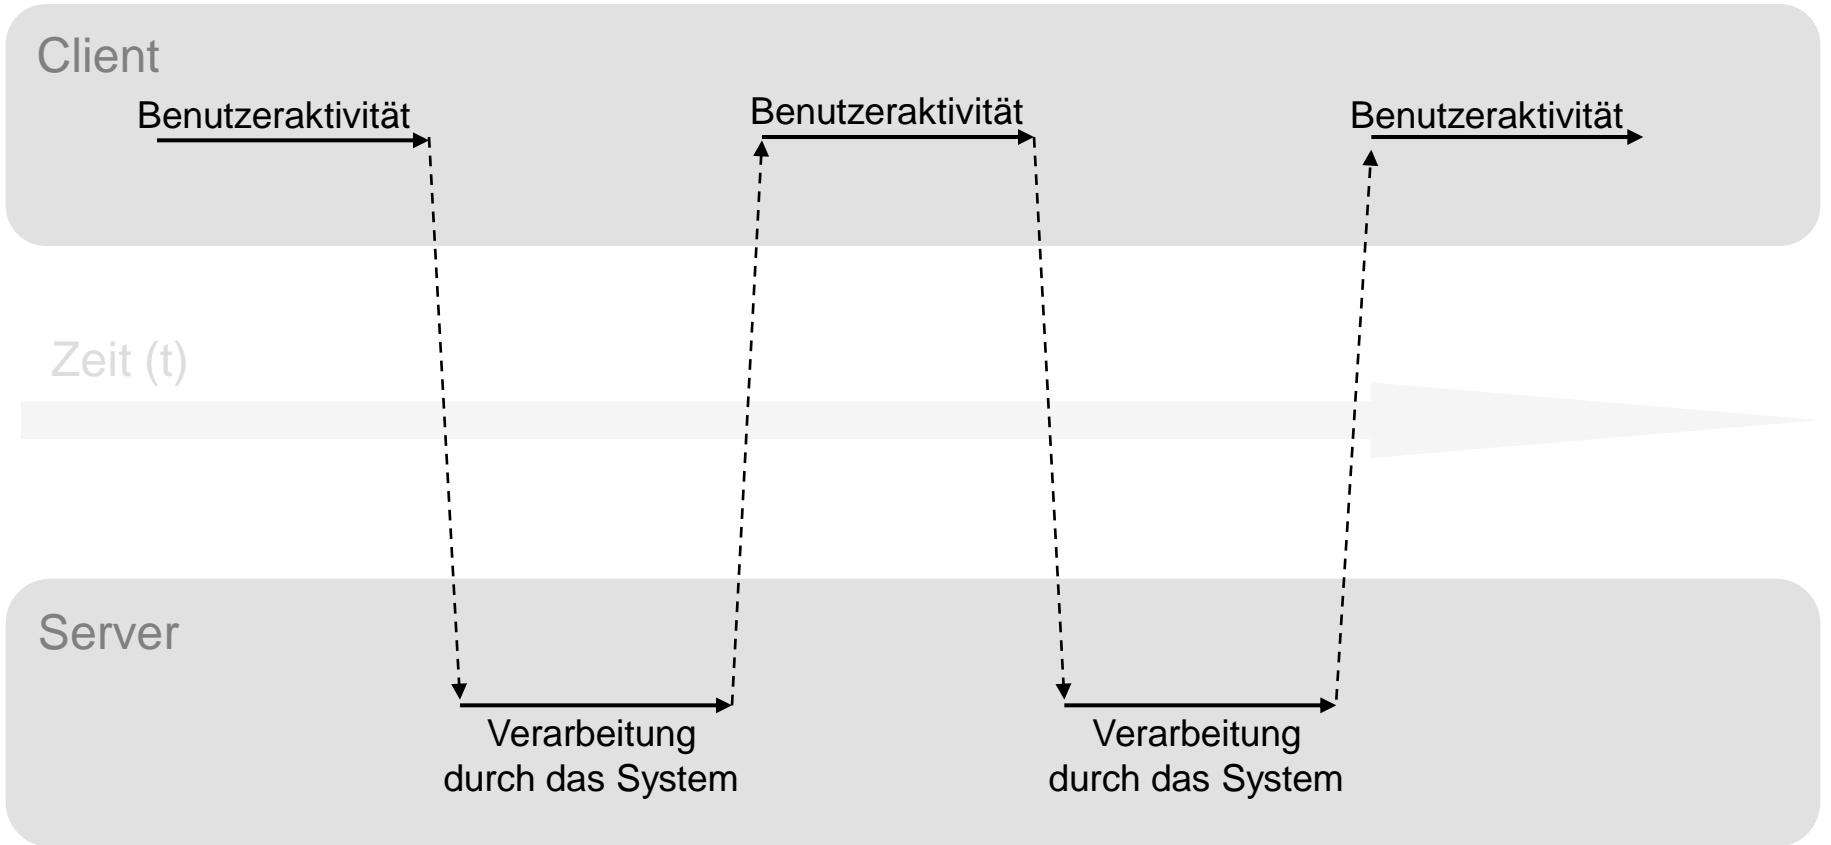 Client
Benutzeraktivität
Benutzeraktivität
Benutzeraktivität
Zeit (t)
Server
Verarbeitung
durch das System
Verarbeitung
durch das System